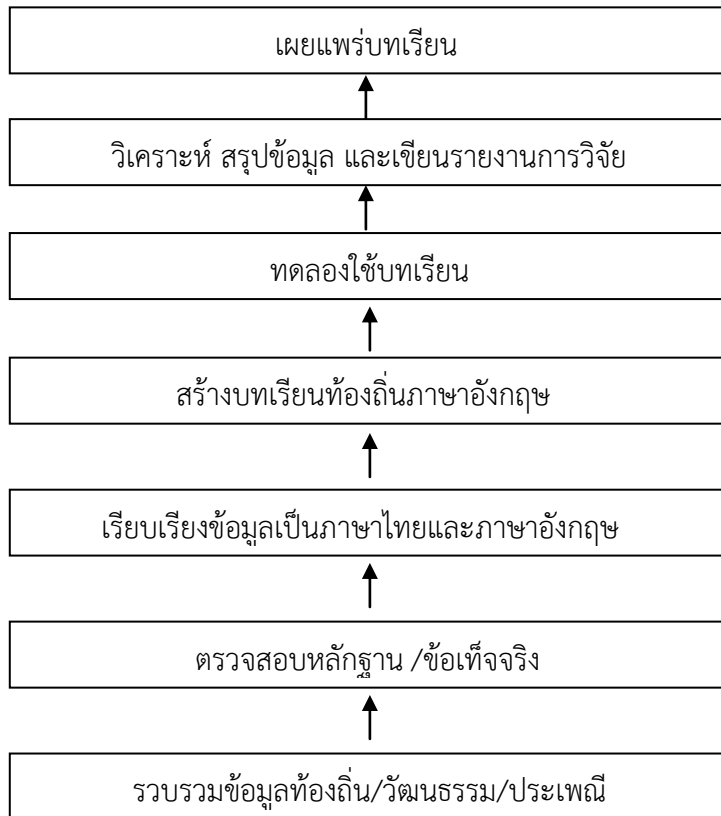 เผยแพร่บทเรียน
วิเคราะห์ สรุปข้อมูล และเขียนรายงานการวิจัย
ทดลองใช้บทเรียน
สร้างบทเรียนท้องถิ่นภาษาอังกฤษ
เรียบเรียงข้อมูลเป็นภาษาไทยและภาษาอังกฤษ
ตรวจสอบหลักฐาน /ข้อเท็จจริง
รวบรวมข้อมูลท้องถิ่น/วัฒนธรรม/ประเพณี